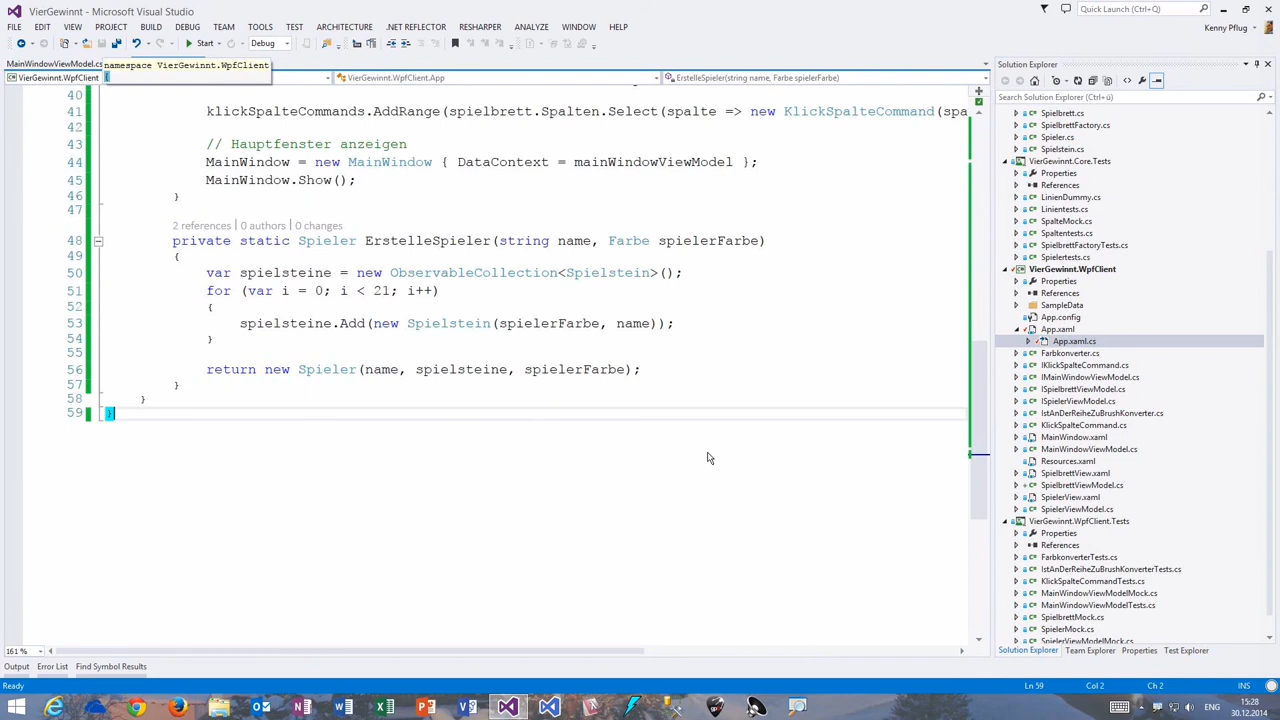 VierGewinnt - Microsoft Visual Studio
Quick Launch (Ctrl+Q)
FILE EDIT VIEW PROJECT BUILD DEBUG TEAM TOOLS TEST ARCHITECTURE .NET REFLECTOR RESHARPER ANALYZE WINDOW HELP
Kenny Pflug
Start Debug
MainWindowViewModel.cs
namespace VierGewinnt.WpfClient
{
VierGewinnt.WpfClient
VierGewinnt.WpfClient.App
ErstelleSpieler(string name, Farbe spielerFarbe)
40
41 klickSpalteCommands.AddRange(spielbrett.Spalten.Select(spalte => new KlickSpalteCommand(spa
42
43 // Hauptfenster anzeigen
44 MainWindow = new MainWindow { DataContext = mainWindowViewModel };
45 MainWindow.Show();
46 }
47
2 references | 0 authors | 0 changes
48 private static Spieler ErstelleSpieler(string name, Farbe spielerFarbe)
49 {
50 var spielsteine = new ObservableCollection<Spielstein>();
51 for (var i = 0; i < 21; i++)
52 {
53 spielsteine.Add(new Spielstein(spielerFarbe, name));
54 }
55
56 return new Spieler(name, spielsteine, spielerFarbe);
57 }
58 }
59 }
161 %
Output Error List Find Symbol Results
Ready
Ln 59 Col 2 Ch 2 INS
Solution Explorer
Search Solution Explorer (Ctrl+ü)
Spielbrett.cs
SpielbrettFactory.cs
Spieler.cs
Spielstein.cs
VierGewinnt.Core.Tests
Properties
References
LinienDummy.cs
Linientests.cs
SpalteMock.cs
Spaltentests.cs
SpielbrettFactoryTests.cs
Spielertests.cs
VierGewinnt.WpfClient
Properties
References
SampleData
App.config
App.xaml
App.xaml.cs
Farbkonverter.cs
IKlickSpalteCommand.cs
IMainWindowViewModel.cs
ISpielbrettViewModel.cs
ISpielerViewModel.cs
IstAnDerReiheZuBrushKonverter.cs
KlickSpalteCommand.cs
MainWindow.xaml
MainWindowViewModel.cs
Resources.xaml
SpielbrettView.xaml
SpielbrettViewModel.cs
SpielerView.xaml
SpielerViewModel.cs
VierGewinnt.WpfClient.Tests
Properties
References
FarbkonverterTests.cs
IstAnDerReiheZuBrushKonverterTests.cs
KlickSpalteCommandTests.cs
MainWindowViewModelMock.cs
MainWindowViewModelTests.cs
SpielbrettMock.cs
SpielerMock.cs
SpielerViewModelMock.cs
Solution Explorer Team Explorer Properties Test Explorer
ENG
15:28
30.12.2014